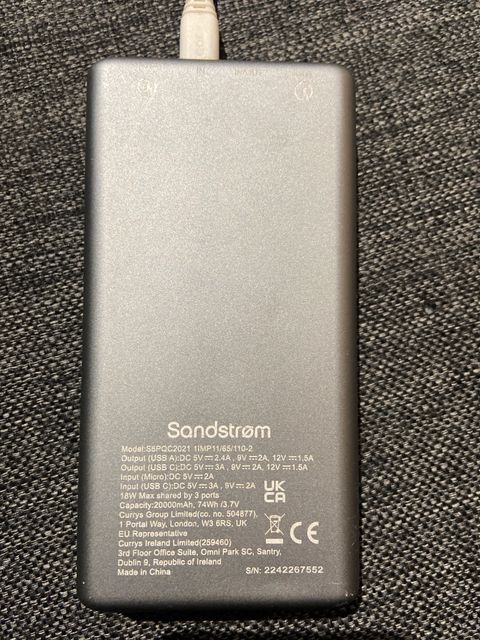 IN
Sandstrøm
Model:S6PQC2021 1IMP11/65/110-2
Output (USB A):DC 5V⎓2.4A , 9V⎓2A, 12V⎓1.5A
Output (USB C):DC 5V⎓3A , 9V⎓2A , 12V⎓1.5A
Input (Micro):DC 5V⎓2A
Input (USB C):DC 5V⎓3A , 9V⎓2A
18W Max shared by 3 ports
Capacity:20000mAh, 74Wh /3.7V
Currys Group Limited(co. no. 504877),
1 Portal Way, London, W3 6RS, UK
EU Representative
Currys Ireland Limited(259460)
3rd Floor Office Suite, Omni Park SC, Santry,
Dublin 9, Republic of Ireland
Made in China
UK
CA
CE
S/N: 2242267552